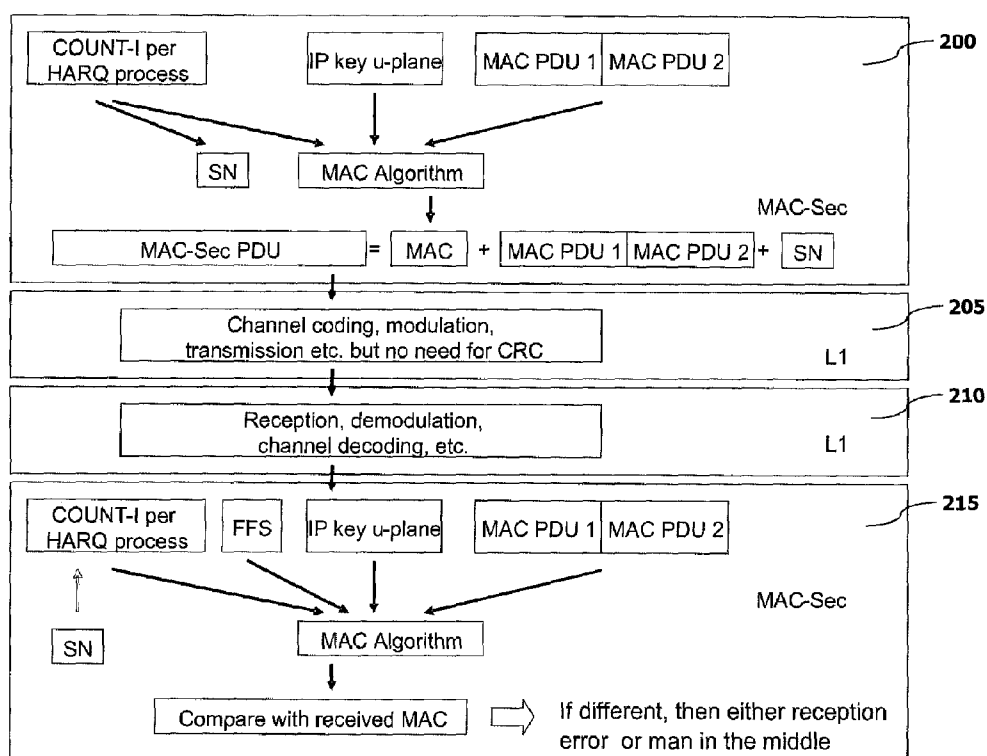 COUNT-I per
HARQ process
IP key u-plane
MAC PDU 1
MAC PDU 2
200
SN
MAC Algorithm
MAC-Sec
MAC-Sec PDU
=
MAC
+
MAC PDU 1
MAC PDU 2
+
SN
205
Channel coding, modulation,
transmission etc. but no need for CRC
L1
210
Reception, demodulation,
channel decoding, etc.
L1
215
COUNT-I per
HARQ process
FFS
IP key u-plane
MAC PDU 1
MAC PDU 2
MAC-Sec
SN
MAC Algorithm
Compare with received MAC
If different, then either reception
error or man in the middle